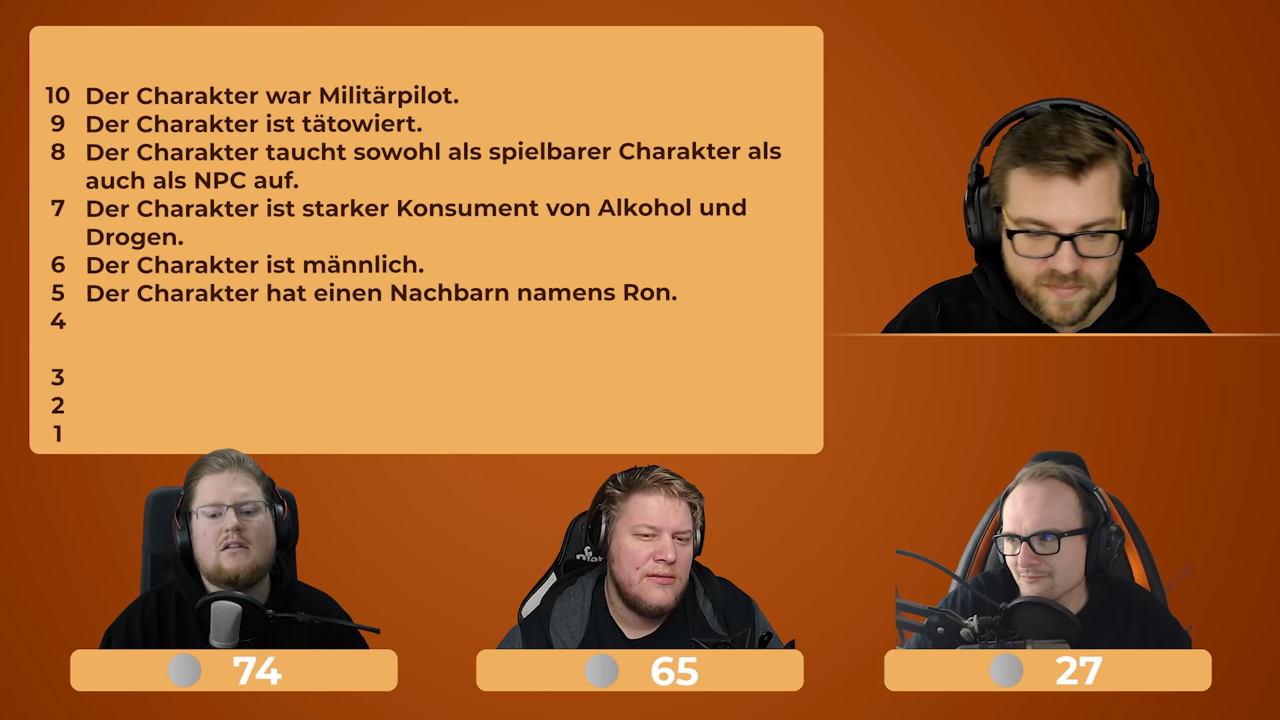 10 Der Charakter war Militärpilot.
9 Der Charakter ist tätowiert.
8 Der Charakter taucht sowohl als spielbarer Charakter als
auch als NPC auf.
7 Der Charakter ist starker Konsument von Alkohol und
Drogen.
6 Der Charakter ist männlich.
5 Der Charakter hat einen Nachbarn namens Ron.
4
3
2
1
74 65 27